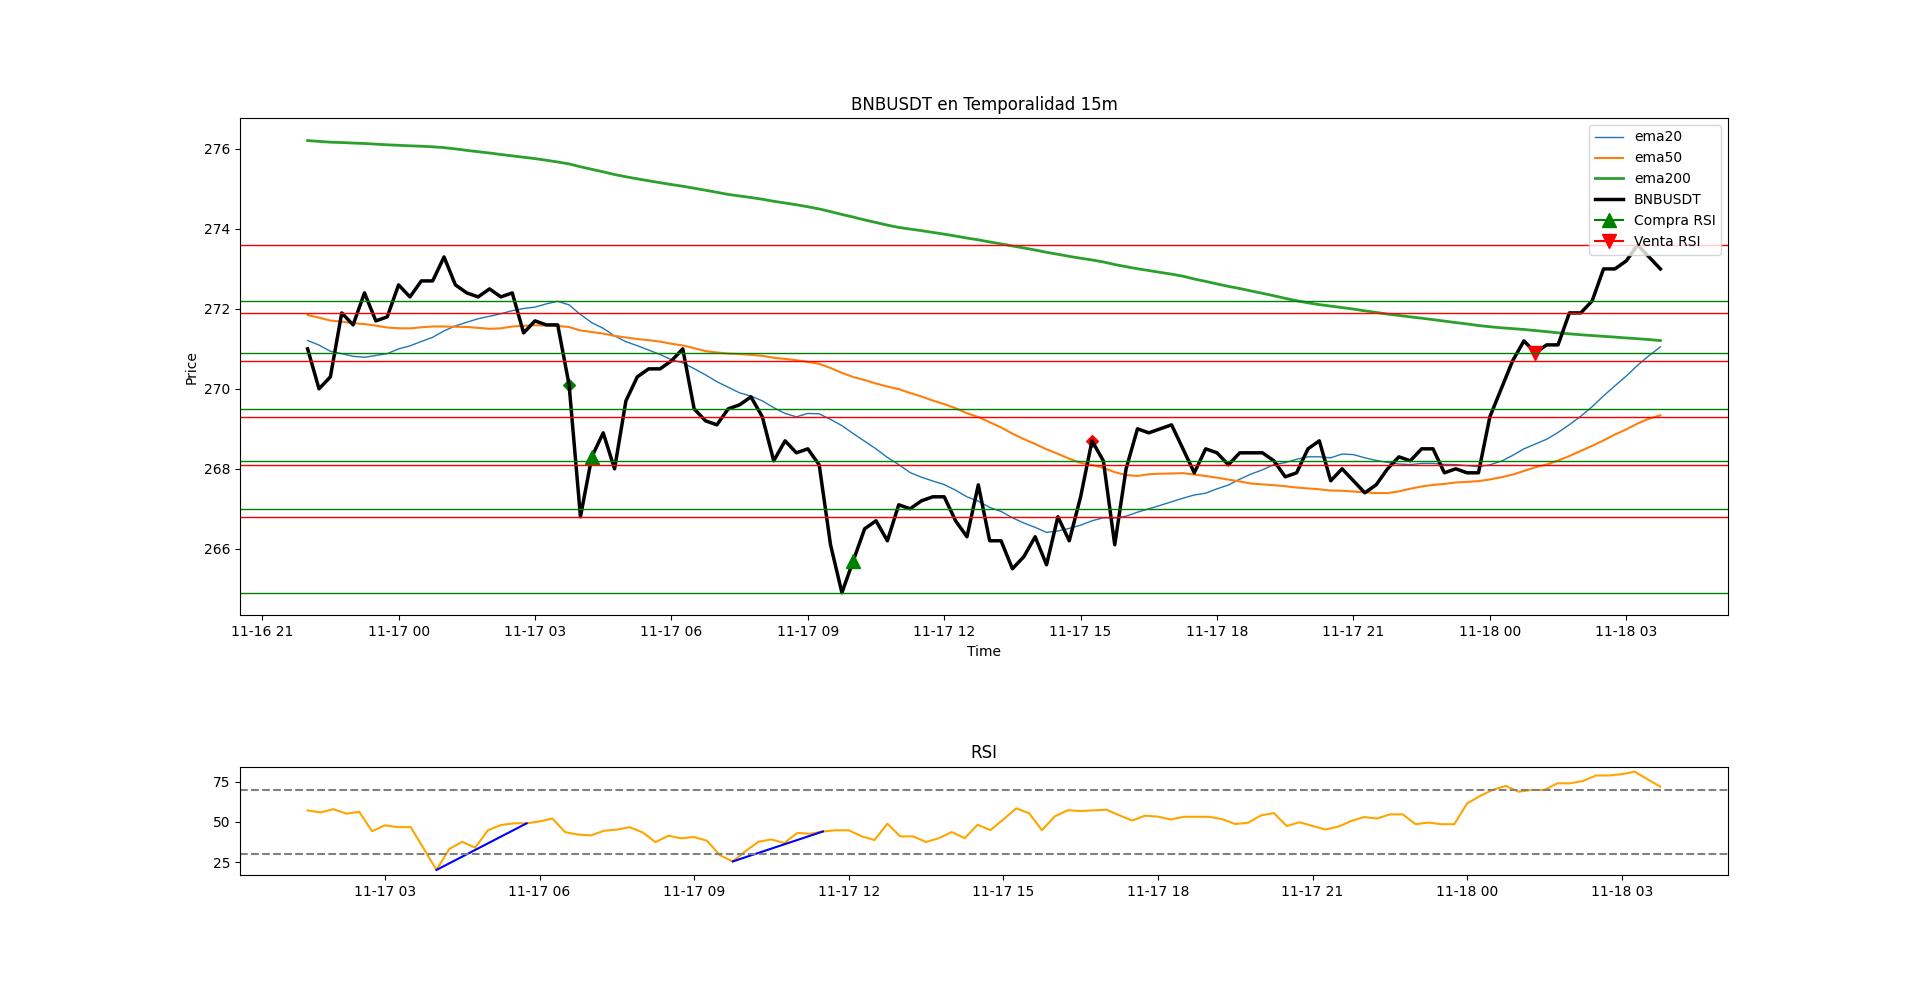 BNBUSDT en Temporalidad 15m
ema20
ema50
ema200
BNBUSDT
Compra RSI
Venta RSI
276
274
272
270
268
266
Price
11-16 21 11-17 00 11-17 03 11-17 06 11-17 09 11-17 12 11-17 15 11-17 18 11-17 21 11-18 00 11-18 03
Time
RSI
75
50
25
11-17 03 11-17 06 11-17 09 11-17 12 11-17 15 11-17 18 11-17 21 11-18 00 11-18 03